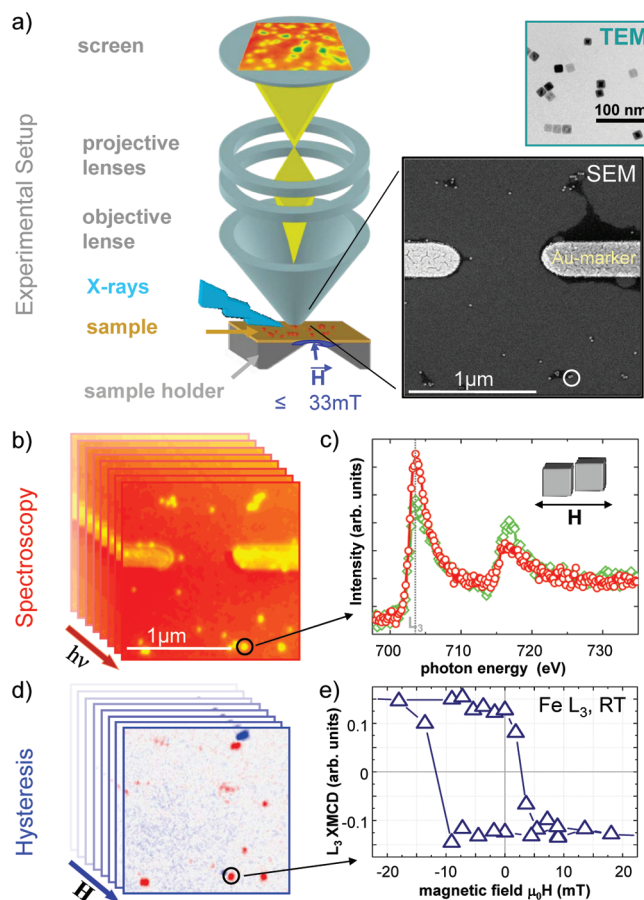 a)
Experimental Setup
screen
projective
lenses
objective
lens
X-rays
sample
sample holder
H
≤ 33mT
TEM
100 nm
SEM
Au-marker
1µm
b)
Spectroscopy
1µm
hν
c)
Intensity (arb. units)
H
L3
700 710 720 730
photon energy (eV)
d)
Hysteresis
H
e)
L3 XMCD (arb. units)
Fe L3, RT
0.1
0
-0.1
-20 -10 0 10 20
magnetic field µ0H (mT)